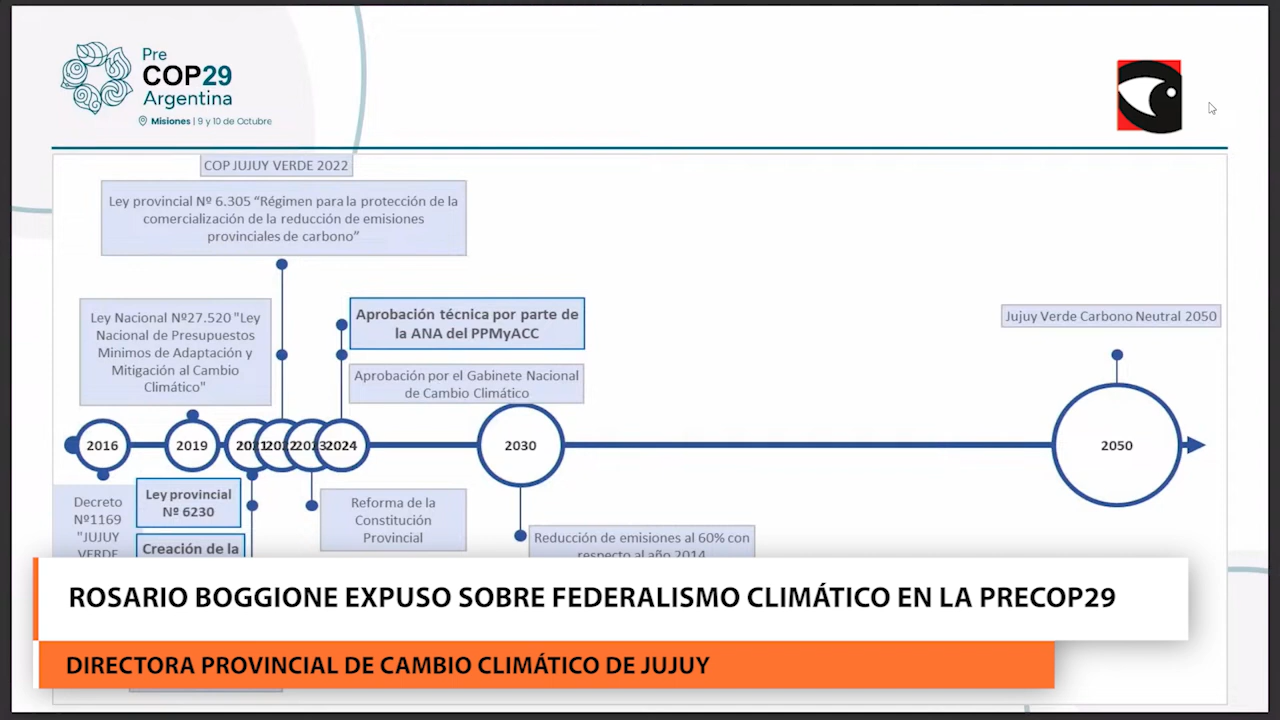 Pre
COP29
Argentina
Misiones | 9 y 10 de Octubre
COP JUJUY VERDE 2022
Ley provincial Nº 6.305 “Régimen para la protección de la
comercialización de la reducción de emisiones
provinciales de carbono”
Ley Nacional Nº27.520 "Ley
Nacional de Presupuestos
Minimos de Adaptación y
Mitigación al Cambio
Climático"
Aprobación técnica por parte de
la ANA del PPMyACC
Aprobación por el Gabinete Nacional
de Cambio Climático
Jujuy Verde Carbono Neutral 2050
2016
2019
2021
2022
2023
2024
2030
2050
Decreto
Nº1169
"JUJUY
VERDE
Ley provincial
Nº 6230
Creación de la
Reforma de la
Constitución
Provincial
Reducción de emisiones al 60% con
respecto al año 2014
ROSARIO BOGGIONE EXPUSO SOBRE FEDERALISMO CLIMÁTICO EN LA PRECOP29
DIRECTORA PROVINCIAL DE CAMBIO CLIMÁTICO DE JUJUY